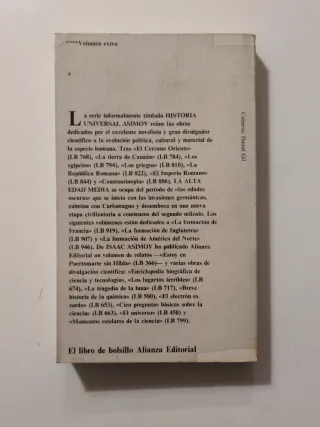 ****Volumen extra
Cubierta: Daniel Gil
La serie informalmente titulada HISTORIA
UNIVERSAL ASIMOV reúne las obras
dedicadas por el excelente novelista y gran divulgador
científico a la evolución política, cultural y material de
la especie humana. Tras «El Cercano Oriente»
(LB 768), «La tierra de Canaán» (LB 784), «Los
egipcios» (LB 794), «Los griegos» (LB 810), «La
República Romana» (LB 822), «El Imperio Romano»
(LB 844) y «Constantinopla» (LB 986), LA ALTA
EDAD MEDIA se ocupa del período de «las edades
oscuras» que se inicia con las invasiones germánicas,
culmina con Carlomagno y desemboca en una nueva
etapa civilizatoria a comienzos del segundo milenio. Los
siguientes volúmenes están dedicados a «La formación de
Francia» (LB 919), «La formación de Inglaterra»
(LB 907) y «La formación de América del Norte»
(LB 946). De ISAAC ASIMOV ha publicado Alianza
Editorial un volumen de relatos —«Estoy en
Puertomarte sin Hilda» (LB 366)— y varias obras de
divulgación científica: «Enciclopedia biográfica de
ciencia y tecnología», «Los lagartos terribles» (LB
674), «La tragedia de la luna» (LB 717), «Breve
historia de la química» (LB 580), «El electrón es
zurdo» (LB 653), «Cien preguntas básicas sobre la
ciencia» (LB 663), «El universo» (LB 458) y
«Momentos estelares de la ciencia» (LB 799).
El libro de bolsillo Alianza Editorial